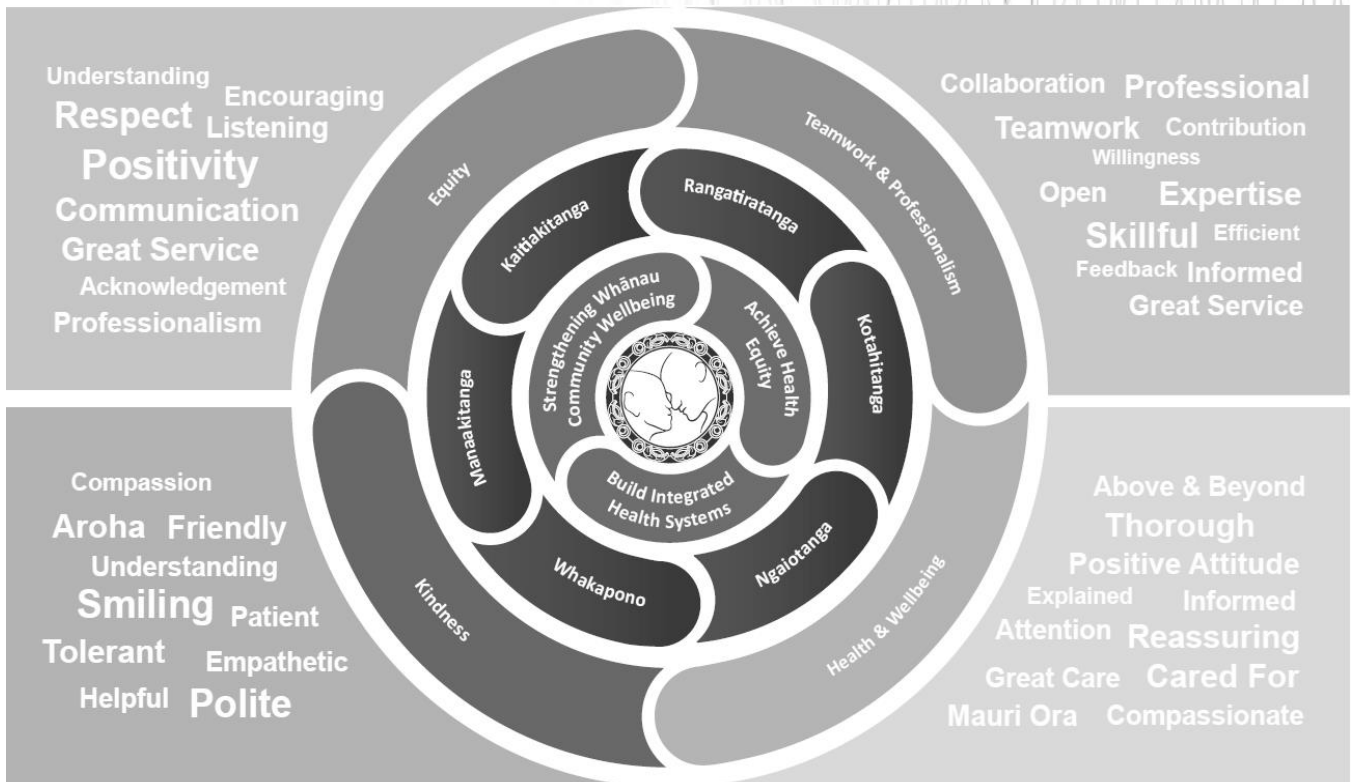 Understanding
Respect Encouraging
Listening
Positivity
Communication
Great Service
Acknowledgement
Professionalism
Collaboration Professional
Teamwork Contribution
Willingness
Open Expertise
Skillful Efficient
Feedback Informed
Great Service
Equity
Teamwork & Professionalism
Kaitiakitanga
Rangatiratanga
Manaakitanga
Kotahitanga
Whakapono
Ngaiotanga
Strengthening Whānau
Community Wellbeing
Achieve Health
Equity
Build Integrated
Health Systems
Kindness
Health & Wellbeing
Compassion
Aroha Friendly
Understanding
Smiling Patient
Tolerant Empathetic
Helpful Polite
Above & Beyond
Thorough
Positive Attitude
Explained Informed
Attention Reassuring
Great Care Cared For
Mauri Ora Compassionate